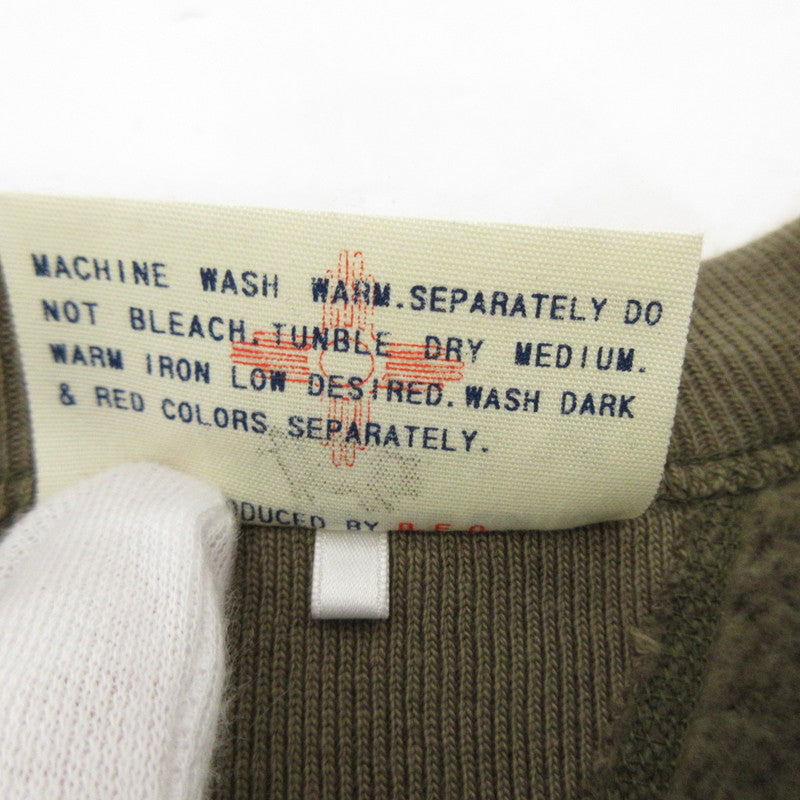 MACHINE WASH WARM.SEPARATELY DO
NOT BLEACH.TUNBLE DRY MEDIUM.
WARM IRON LOW DESIRED.WASH DARK
& RED COLORS SEPARATELY.
BY